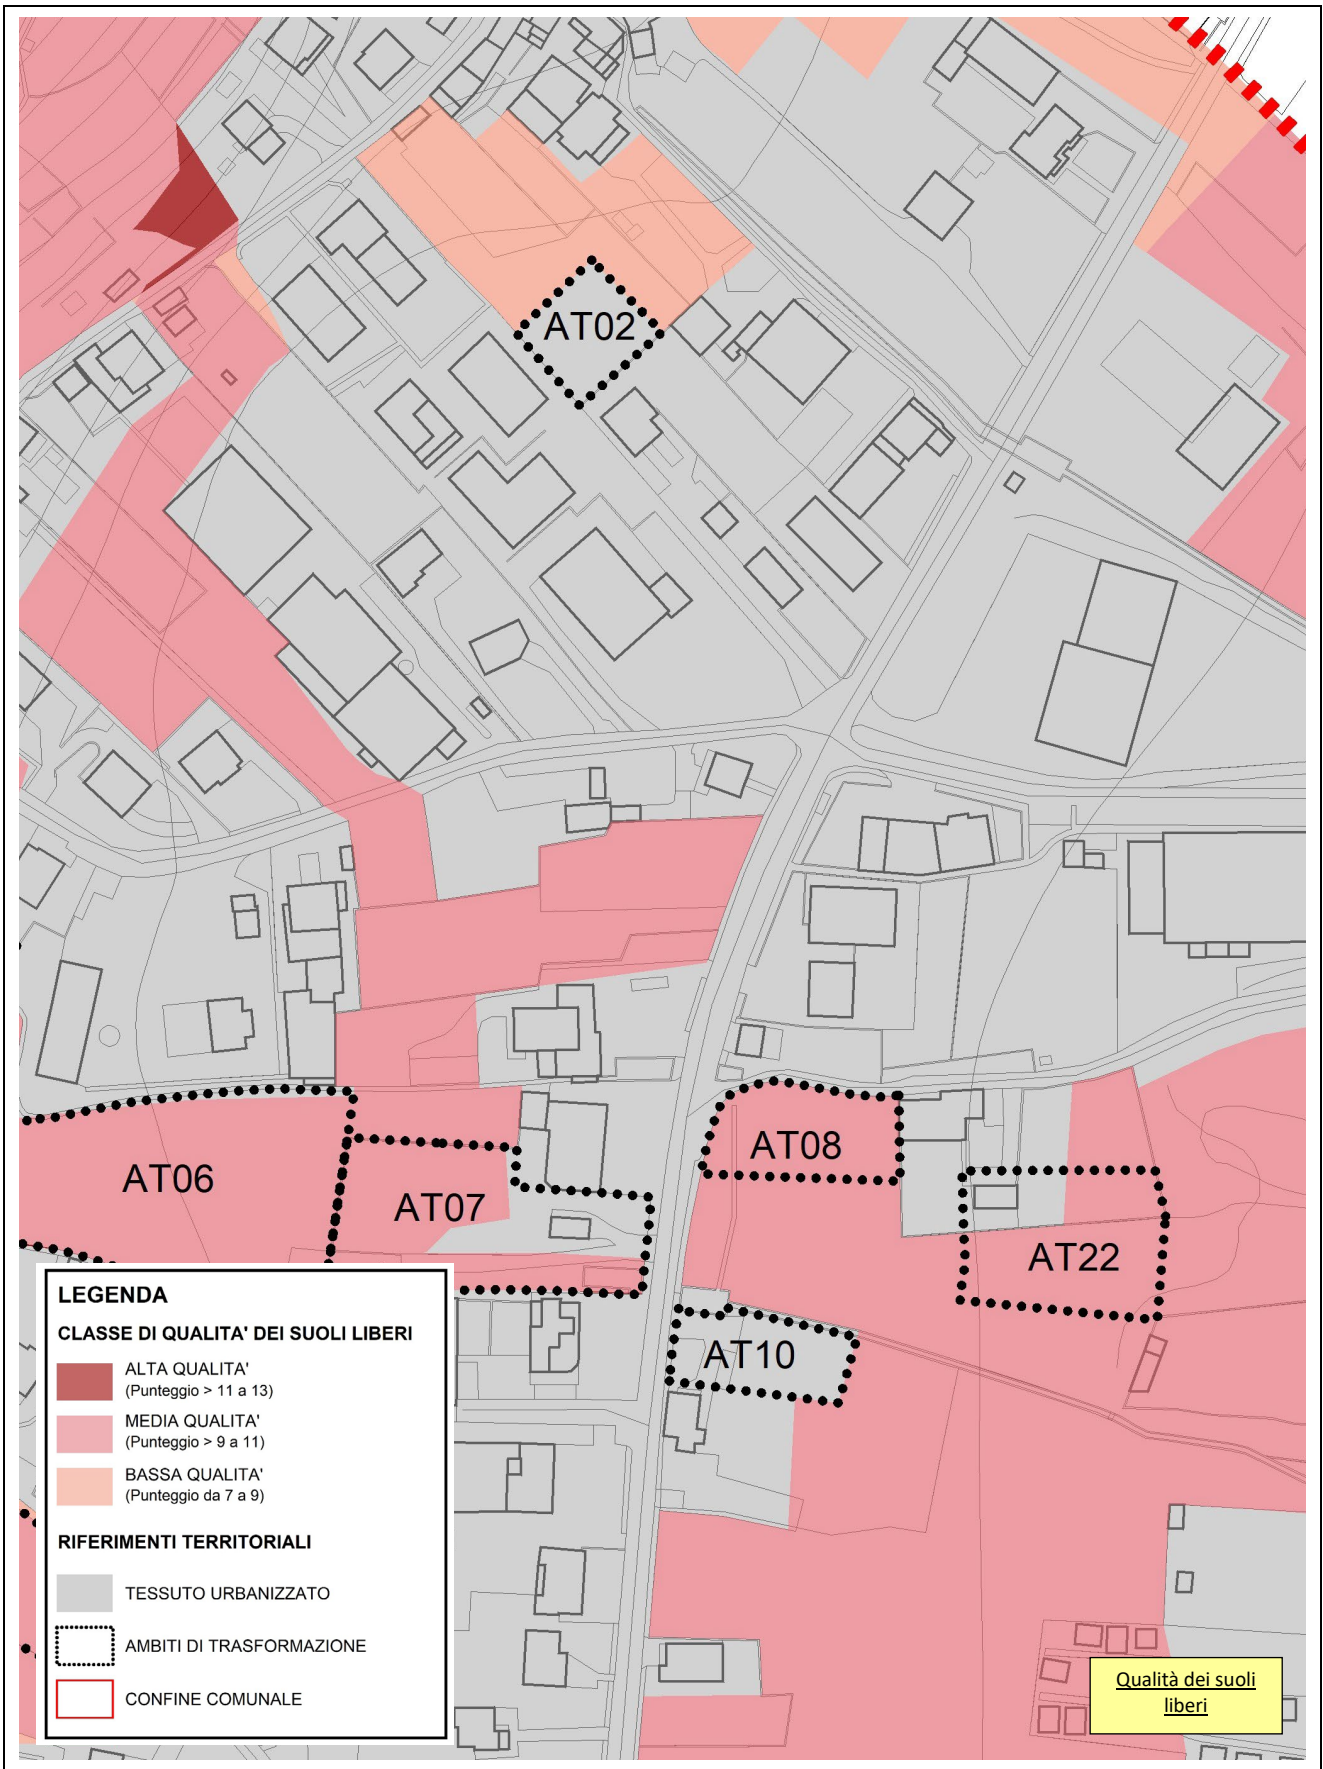 AT02
AT08
AT06
AT07
AT22
AT10
LEGENDA
CLASSE DI QUALITA' DEI SUOLI LIBERI
ALTA QUALITA'
(Punteggio > 11 a 13)
MEDIA QUALITA'
(Punteggio > 9 a 11)
BASSA QUALITA'
(Punteggio da 7 a 9)
RIFERIMENTI TERRITORIALI
TESSUTO URBANIZZATO
AMBITI DI TRASFORMAZIONE
CONFINE COMUNALE
Qualità dei suoli
liberi